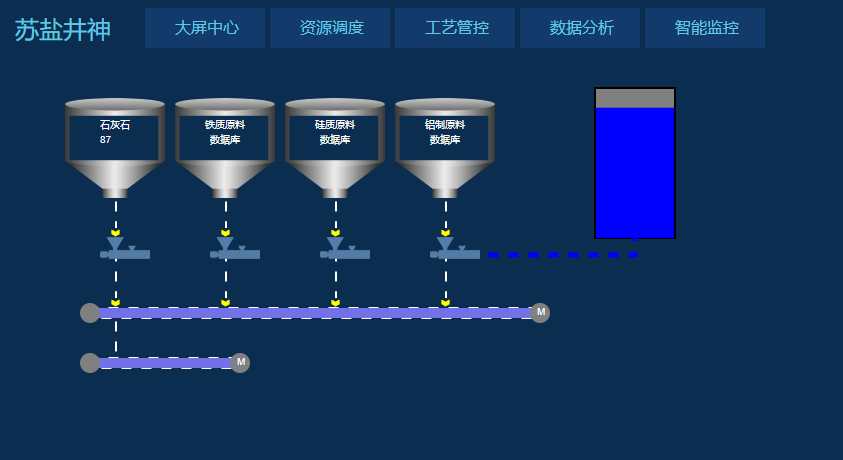 苏盐井神
大屏中心
资源调度
工艺管控
数据分析
智能监控
石灰石
87
铁质原料
数据库
硅质原料
数据库
铝制原料
数据库
M
M